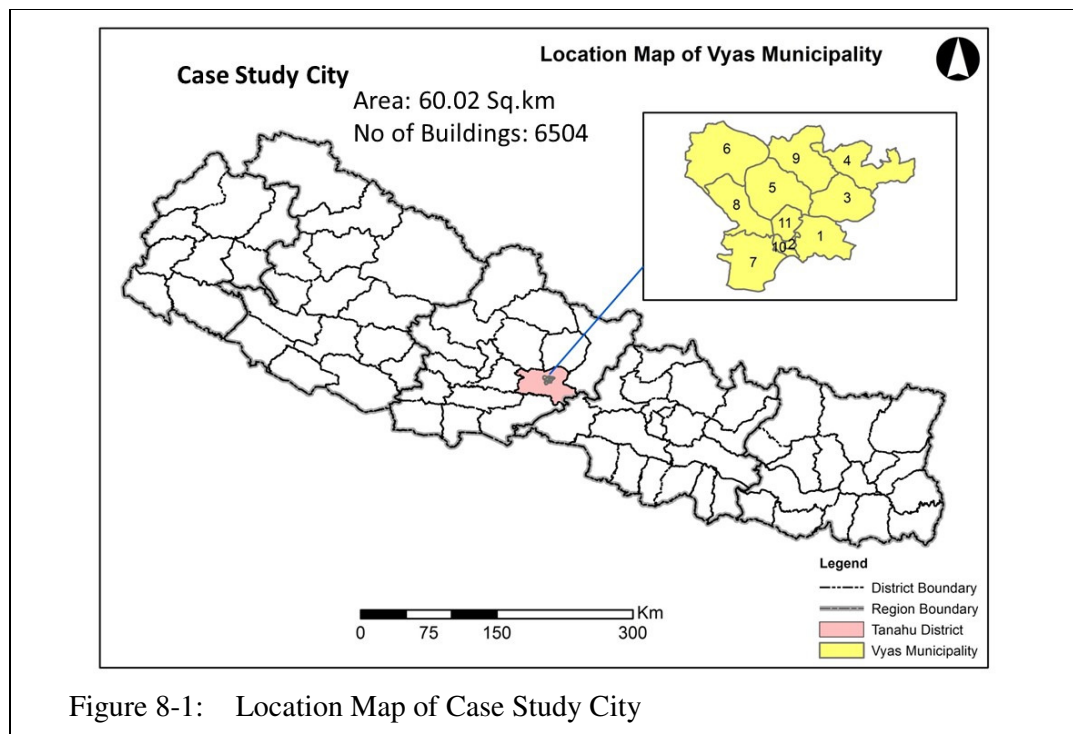 Location Map of Vyas Municipality
Case Study City
Area: 60.02 Sq.km
No of Buildings: 6504
6
9
4
5
3
8
11
1
10
2
7
Legend
District Boundary
Region Boundary
Tanahu District
Vyas Municipality
Km
0 75 150 300
Figure 8-1: Location Map of Case Study City